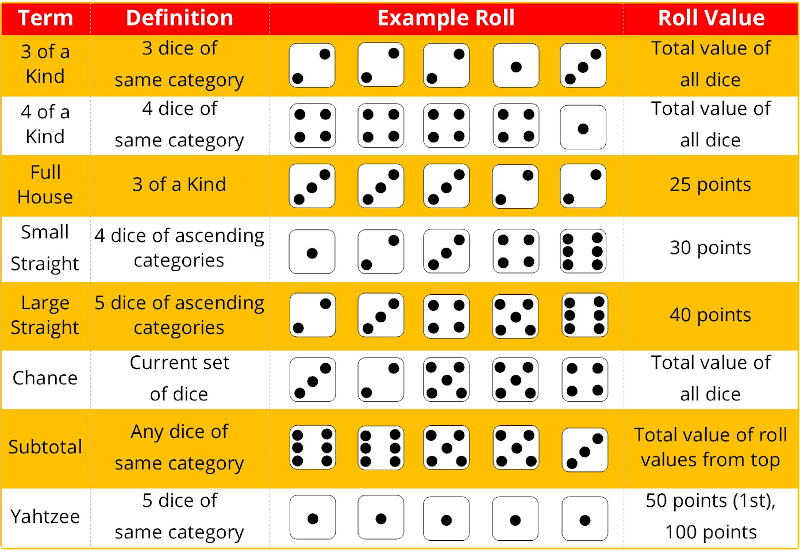 Term Definition Example Roll Roll Value
3 of a
Kind
3 dice of
same category
Total value of
all dice
4 of a
Kind
4 dice of
same category
Total value of
all dice
Full
House
3 of a Kind
25 points
Small
Straight
4 dice of ascending
categories
30 points
Large
Straight
5 dice of ascending
categories
40 points
Chance
Current set
of dice
Total value of
all dice
Subtotal
Any dice of
same category
Total value of roll
values from top
Yahtzee
5 dice of
same category
50 points (1st),
100 points